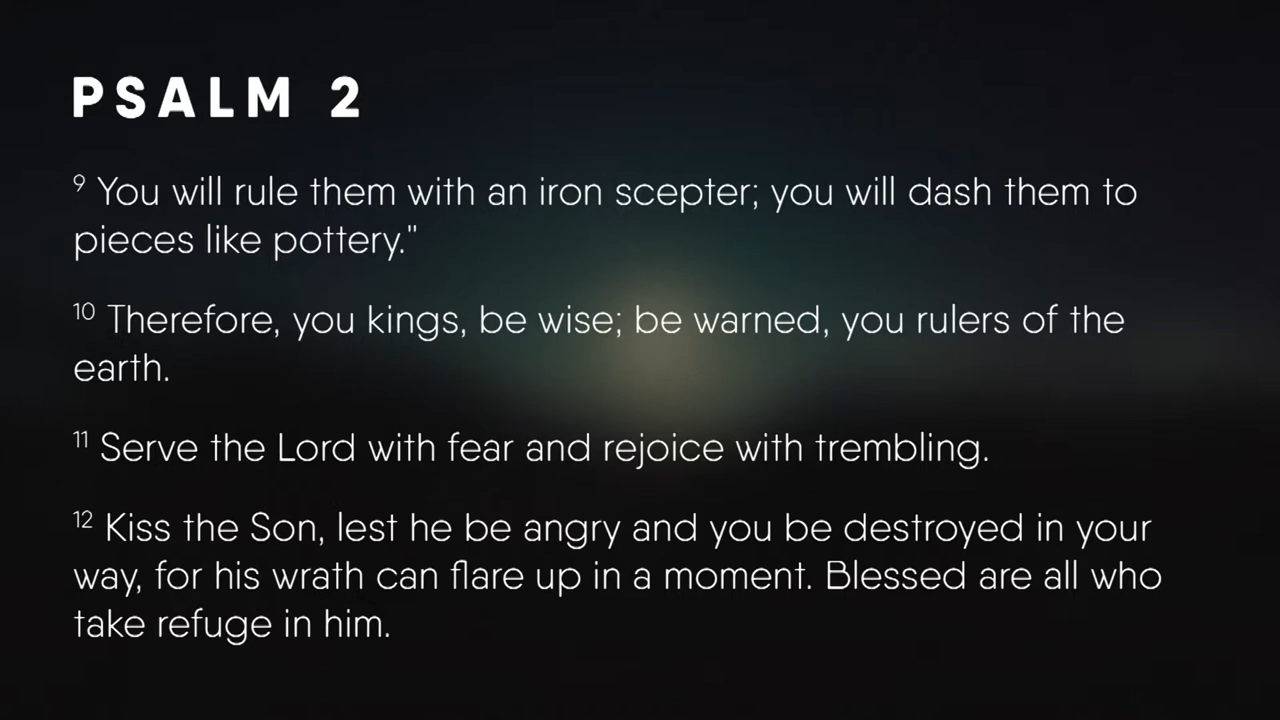 PSALM 2
9 You will rule them with an iron scepter; you will dash them to
pieces like pottery."
10 Therefore, you kings, be wise; be warned, you rulers of the
earth.
11 Serve the Lord with fear and rejoice with trembling.
12 Kiss the Son, lest he be angry and you be destroyed in your
way, for his wrath can flare up in a moment. Blessed are all who
take refuge in him.